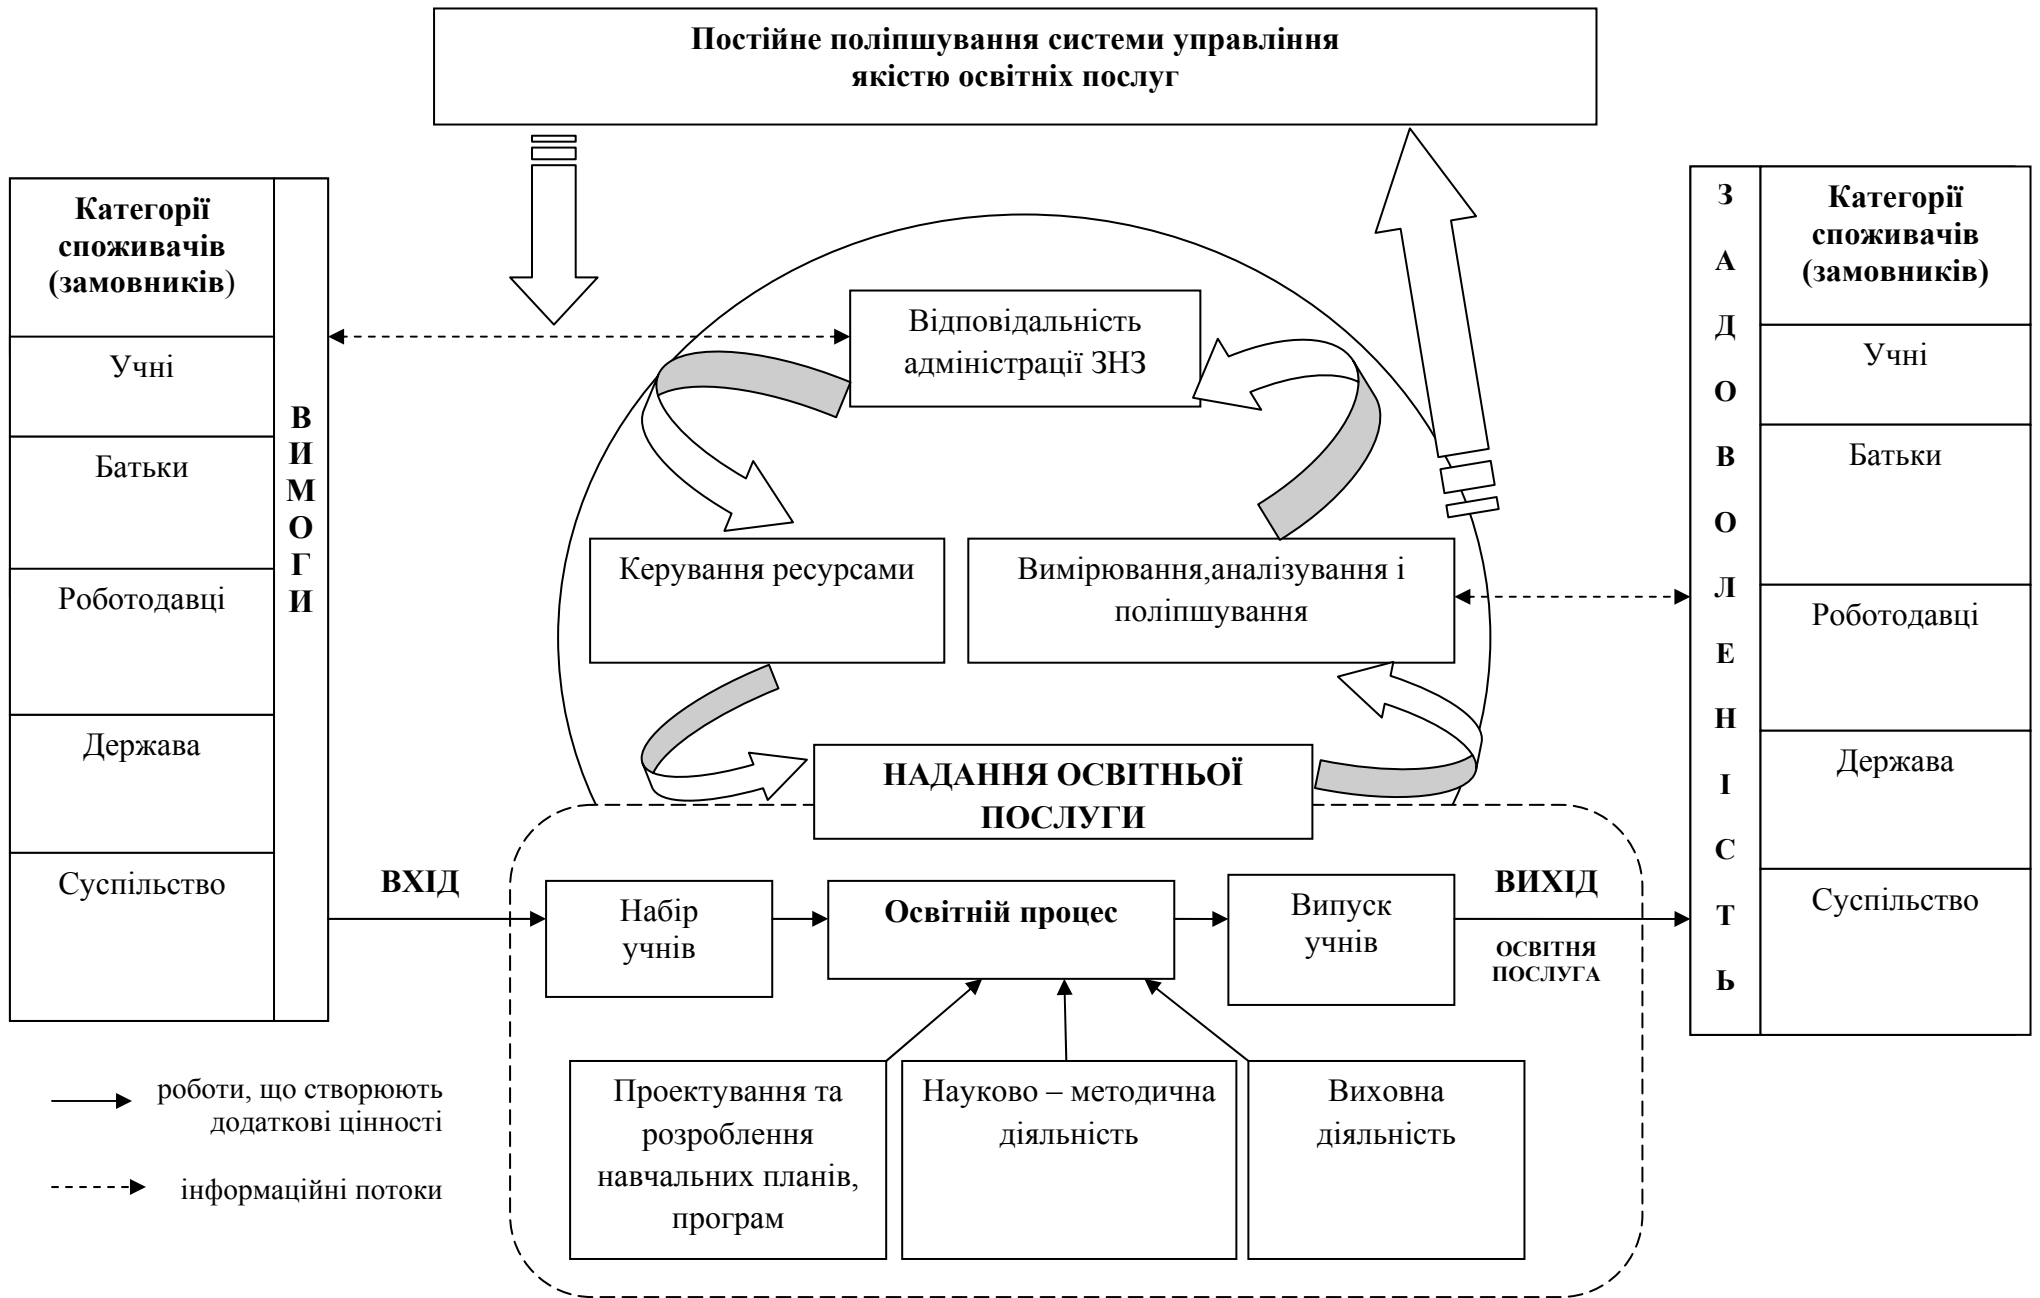 Постійне поліпшування системи управління
якістю освітніх послуг
Категорії
споживачів
(замовників)
Учні
Батьки
Роботодавці
Держава
Суспільство
В
И
М
О
Г
И
Відповідальність
адміністрації ЗНЗ
Керування ресурсами
Вимірювання,аналізування і
поліпшування
НАДАННЯ ОСВІТНЬОЇ
ПОСЛУГИ
ВХІД
Набір
учнів
Освітній процес
Випуск
учнів
ВИХІД
ОСВІТНЯ
ПОСЛУГА
Проектування та
розроблення
навчальних планів,
програм
Науково – методична
діяльність
Виховна
діяльність
З
А
Д
О
В
О
Л
Е
Н
І
С
Т
Ь
Категорії
споживачів
(замовників)
Учні
Батьки
Роботодавці
Держава
Суспільство
роботи, що створюють
додаткові цінності
інформаційні потоки